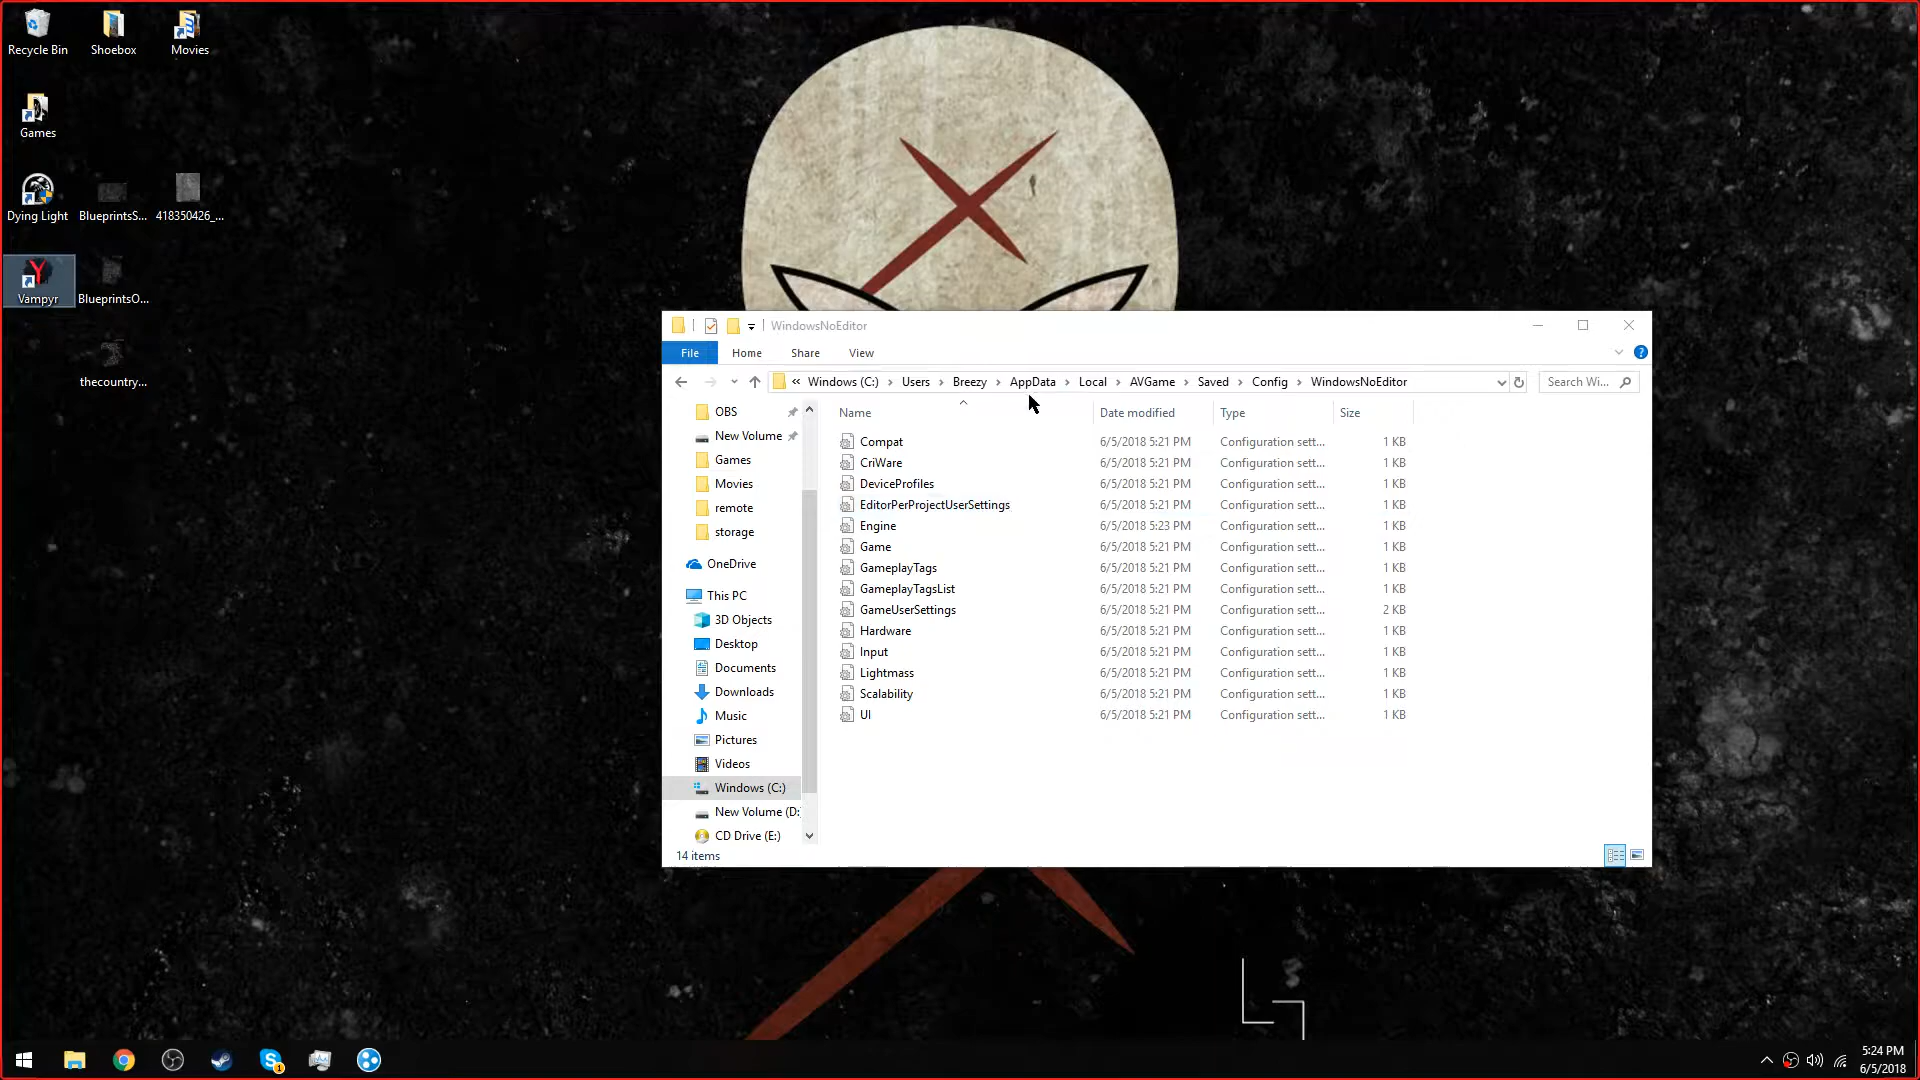 Recycle Bin
Shoebox
Movies
Games
Dying Light
BlueprintsS...
418350426_...
Vampyr
BlueprintsO...
thecountry...
WindowsNoEditor
File Home Share View
« Windows (C:) › Users › Breezy › AppData › Local › AVGame › Saved › Config › WindowsNoEditor
Search Wi...
OBS
New Volume
Games
Movies
remote
storage
OneDrive
This PC
3D Objects
Desktop
Documents
Downloads
Music
Pictures
Videos
Windows (C:)
New Volume (D:
CD Drive (E:)
Name Date modified Type Size
Compat 6/5/2018 5:21 PM Configuration sett... 1 KB
CriWare 6/5/2018 5:21 PM Configuration sett... 1 KB
DeviceProfiles 6/5/2018 5:21 PM Configuration sett... 1 KB
EditorPerProjectUserSettings 6/5/2018 5:21 PM Configuration sett... 1 KB
Engine 6/5/2018 5:23 PM Configuration sett... 1 KB
Game 6/5/2018 5:21 PM Configuration sett... 1 KB
GameplayTags 6/5/2018 5:21 PM Configuration sett... 1 KB
GameplayTagsList 6/5/2018 5:21 PM Configuration sett... 1 KB
GameUserSettings 6/5/2018 5:21 PM Configuration sett... 2 KB
Hardware 6/5/2018 5:21 PM Configuration sett... 1 KB
Input 6/5/2018 5:21 PM Configuration sett... 1 KB
Lightmass 6/5/2018 5:21 PM Configuration sett... 1 KB
Scalability 6/5/2018 5:21 PM Configuration sett... 1 KB
UI 6/5/2018 5:21 PM Configuration sett... 1 KB
14 items
5:24 PM
6/5/2018